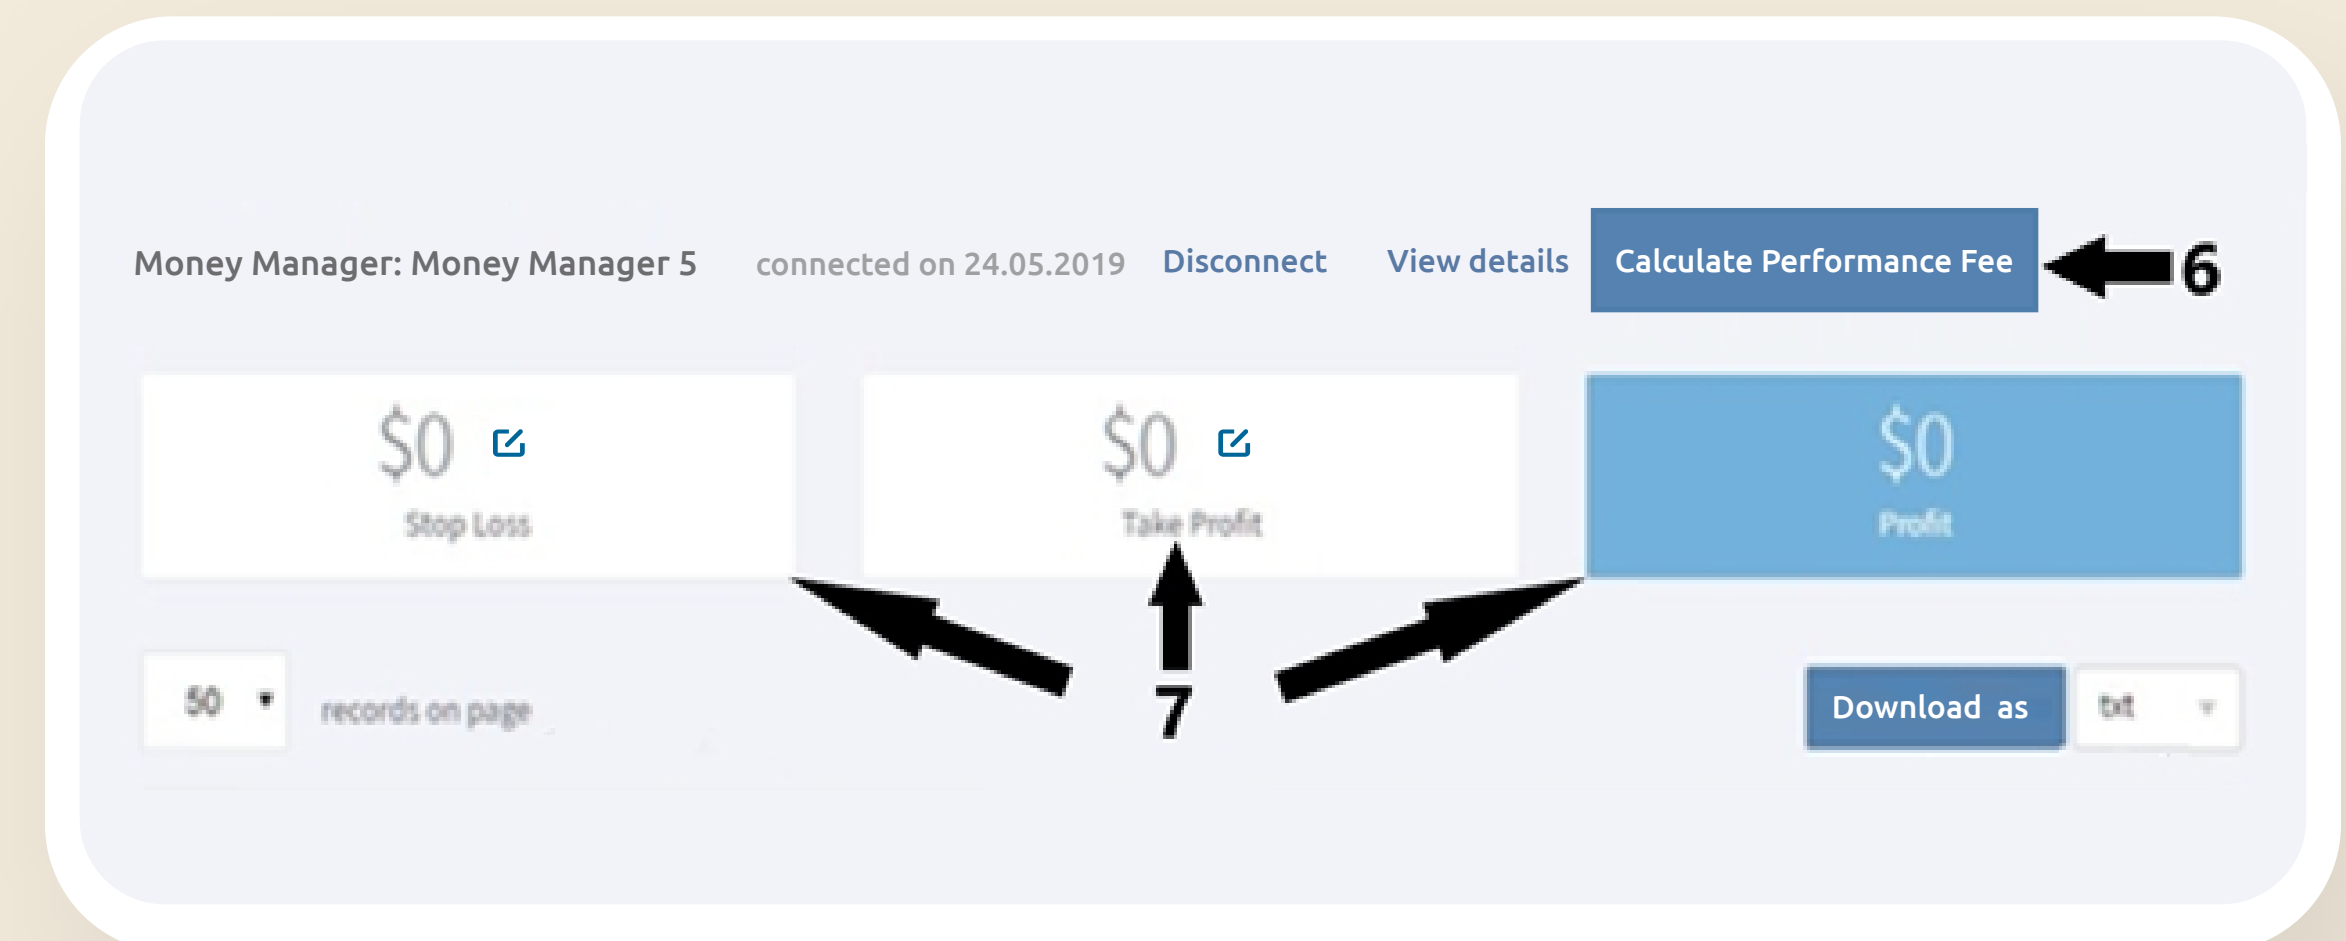 Money Manager: Money Manager 5 connected on 24.05.2019 Disconnect View details Calculate Performance Fee 6
$0 $0 $0
Stop Loss Take Profit Profit
7
50 records on page Download as txt